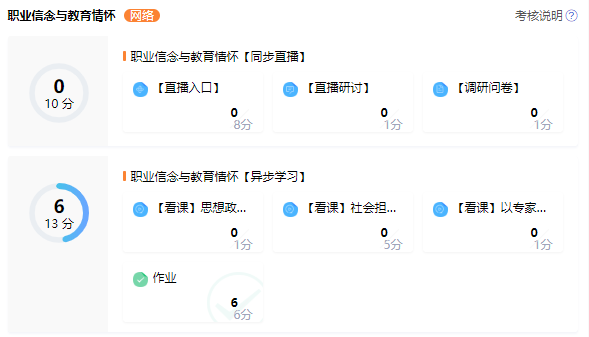 职业信念与教育情怀 网络 考核说明 ?
职业信念与教育情怀【同步直播】
0
10 分
【直播入口】
0
8分
【直播研讨】
0
1分
【调研问卷】
0
1分
职业信念与教育情怀【异步学习】
6
13 分
【看课】思想政...
0
1分
【看课】社会担...
0
5分
【看课】以专家...
0
1分
作业
6
6分